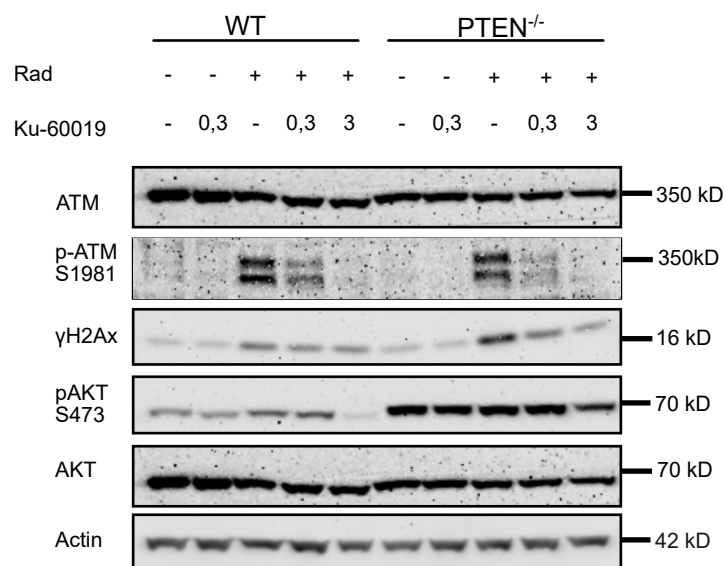 WT PTEN-/-
Rad - - + + + - - + + +
Ku-60019 - 0,3 - 0,3 3 - 0,3 - 0,3 3
ATM 350 kD
p-ATM
S1981 350kD
γH2Ax 16 kD
pAKT
S473 70 kD
AKT 70 kD
Actin 42 kD